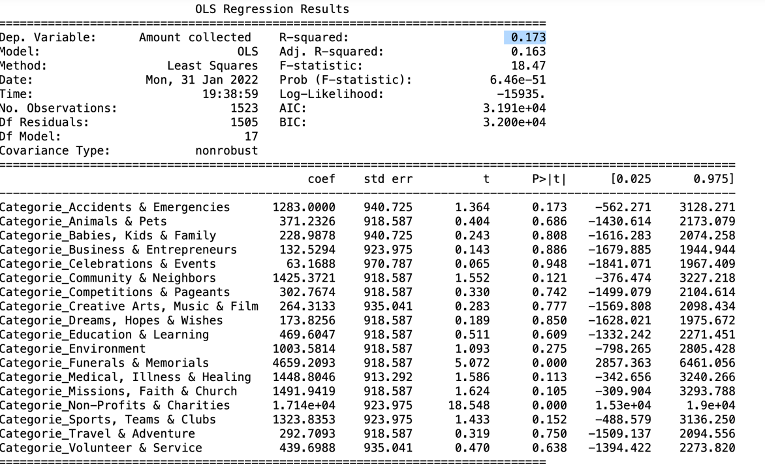 OLS Regression Results
Dep. Variable: Amount collected R-squared: 0.173
Model: OLS Adj. R-squared: 0.163
Method: Least Squares F-statistic: 18.47
Date: Mon, 31 Jan 2022 Prob (F-statistic): 6.46e-51
Time: 19:38:59 Log-Likelihood: -15935.
No. Observations: 1523 AIC: 3.191e+04
Df Residuals: 1505 BIC: 3.200e+04
Df Model: 17
Covariance Type: nonrobust
coef std err t P>|t| [0.025 0.975]
Categorie_Accidents & Emergencies 1283.0000 940.725 1.364 0.173 -562.271 3128.271
Categorie_Animals & Pets 371.2326 918.587 0.404 0.686 -1430.614 2173.079
Categorie_Babies, Kids & Family 228.9878 940.725 0.243 0.808 -1616.283 2074.258
Categorie_Business & Entrepreneurs 132.5294 923.975 0.143 0.886 -1679.885 1944.944
Categorie_Celebrations & Events 63.1688 970.787 0.065 0.948 -1841.071 1967.409
Categorie_Community & Neighbors 1425.3721 918.587 1.552 0.121 -376.474 3227.218
Categorie_Competitions & Pageants 302.7674 918.587 0.330 0.742 -1499.079 2104.614
Categorie_Creative Arts, Music & Film 264.3133 935.041 0.283 0.777 -1569.808 2098.434
Categorie_Dreams, Hopes & Wishes 173.8256 918.587 0.189 0.850 -1628.021 1975.672
Categorie_Education & Learning 469.6047 918.587 0.511 0.609 -1332.242 2271.451
Categorie_Environment 1003.5814 918.587 1.093 0.275 -798.265 2805.428
Categorie_Funerals & Memorials 4659.2093 918.587 5.072 0.000 2857.363 6461.056
Categorie_Medical, Illness & Healing 1448.8046 913.292 1.586 0.113 -342.656 3240.266
Categorie_Missions, Faith & Church 1491.9419 918.587 1.624 0.105 -309.904 3293.788
Categorie_Non-Profits & Charities 1.714e+04 923.975 18.548 0.000 1.53e+04 1.9e+04
Categorie_Sports, Teams & Clubs 1323.8353 923.975 1.433 0.152 -488.579 3136.250
Categorie_Travel & Adventure 292.7093 918.587 0.319 0.750 -1509.137 2094.556
Categorie_Volunteer & Service 439.6988 935.041 0.470 0.638 -1394.422 2273.820